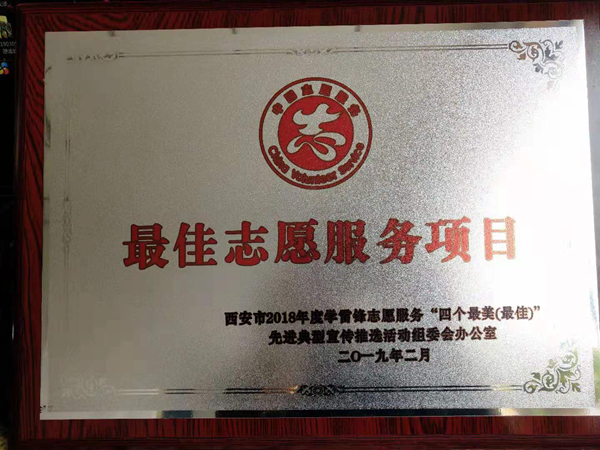 中国志愿服务
志
China Volunteer Service
最佳志愿服务项目
西安市2018年度学雷锋志愿服务“四个最美(最佳)”
先进典型宣传推选活动组委会办公室
二〇一九年二月